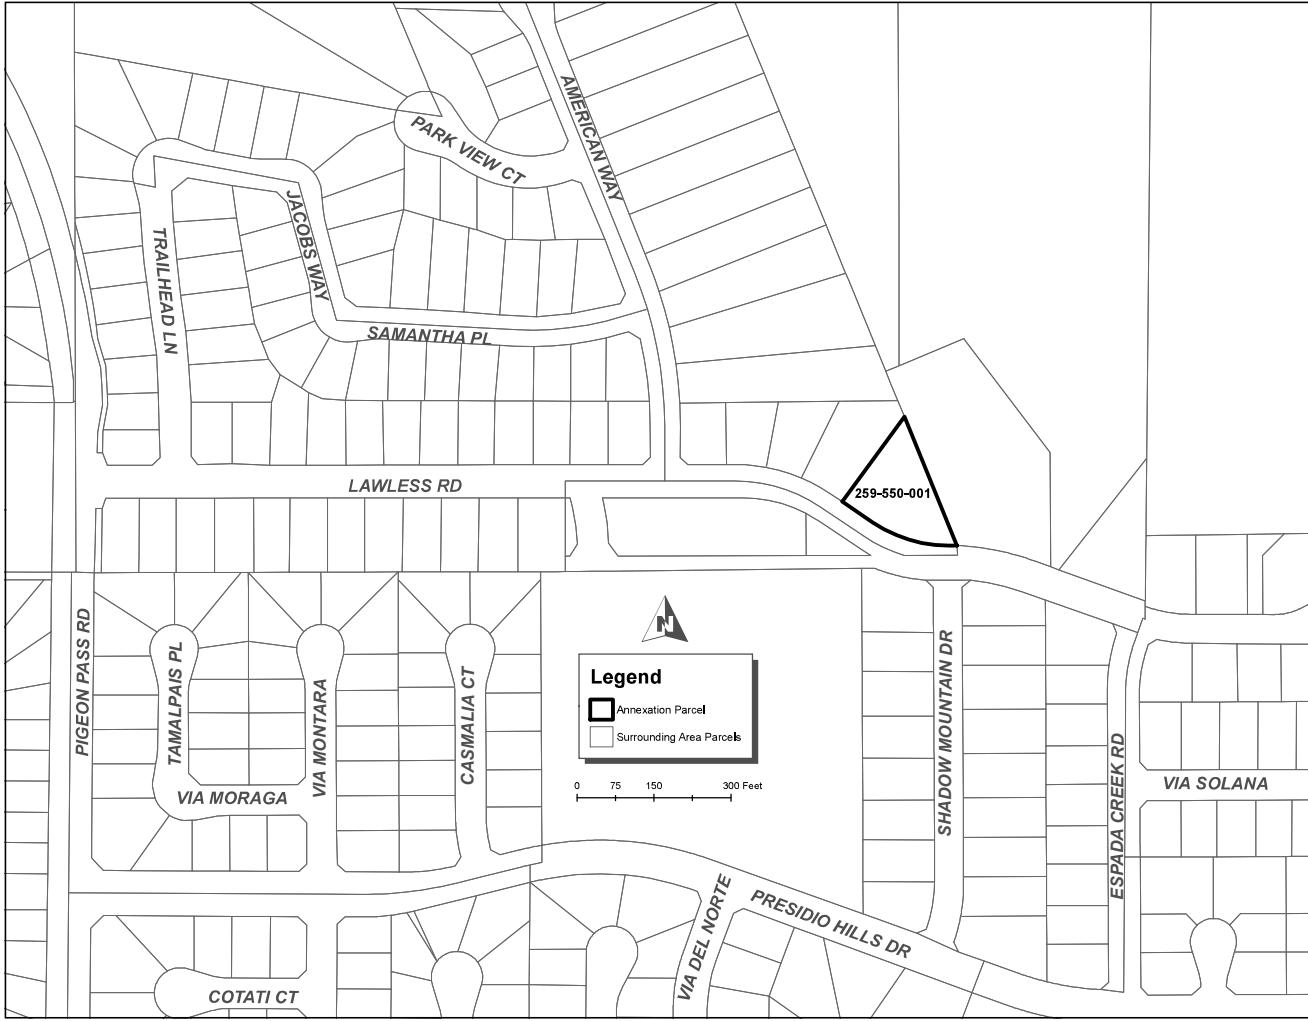 AMERICAN WAY
PARK VIEW CT
JACOBS WAY
TRAILHEAD LN
SAMANTHA PL
LAWLESS RD
259-550-001
N
PIGEON PASS RD
TAMALPAIS PL
VIA MONTARA
CASMALIA CT
VIA MORAGA
Legend
Annexation Parcel
Surrounding Area Parcels
0 75 150 300 Feet
SHADOW MOUNTAIN DR
ESPADA CREEK RD
VIA SOLANA
PRESIDIO HILLS DR
VIA DEL NORTE
COTATI CT